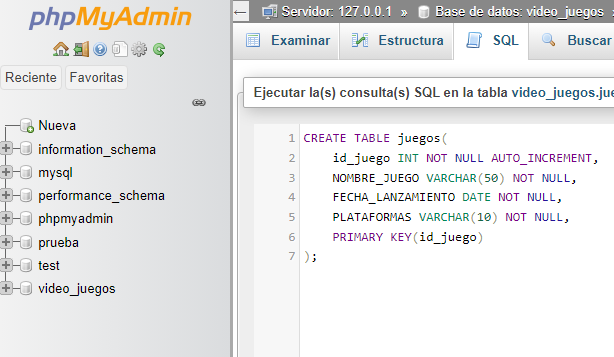 phpMyAdmin
Reciente Favoritas
Nueva
information_schema
mysql
performance_schema
phpmyadmin
prueba
test
video_juegos
Servidor: 127.0.0.1 » Base de datos: video_juegos
Examinar Estructura SQL Buscar
Ejecutar la(s) consulta(s) SQL en la tabla video_juegos.jue
1 CREATE TABLE juegos(
2 id_juego INT NOT NULL AUTO_INCREMENT,
3 NOMBRE_JUEGO VARCHAR(50) NOT NULL,
4 FECHA_LANZAMIENTO DATE NOT NULL,
5 PLATAFORMAS VARCHAR(10) NOT NULL,
6 PRIMARY KEY(id_juego)
7 );